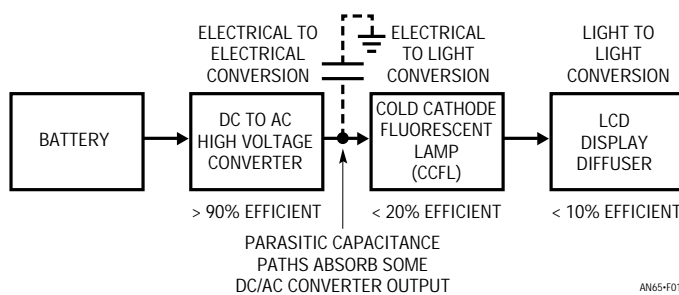 ELECTRICAL TO
ELECTRICAL
CONVERSION
ELECTRICAL
TO LIGHT
CONVERSION
LIGHT TO
LIGHT
CONVERSION
BATTERY
DC TO AC
HIGH VOLTAGE
CONVERTER
COLD CATHODE
FLUORESCENT
LAMP
(CCFL)
LCD
DISPLAY
DIFFUSER
> 90% EFFICIENT
< 20% EFFICIENT
< 10% EFFICIENT
PARASITIC CAPACITANCE
PATHS ABSORB SOME
DC/AC CONVERTER OUTPUT
AN65•F01